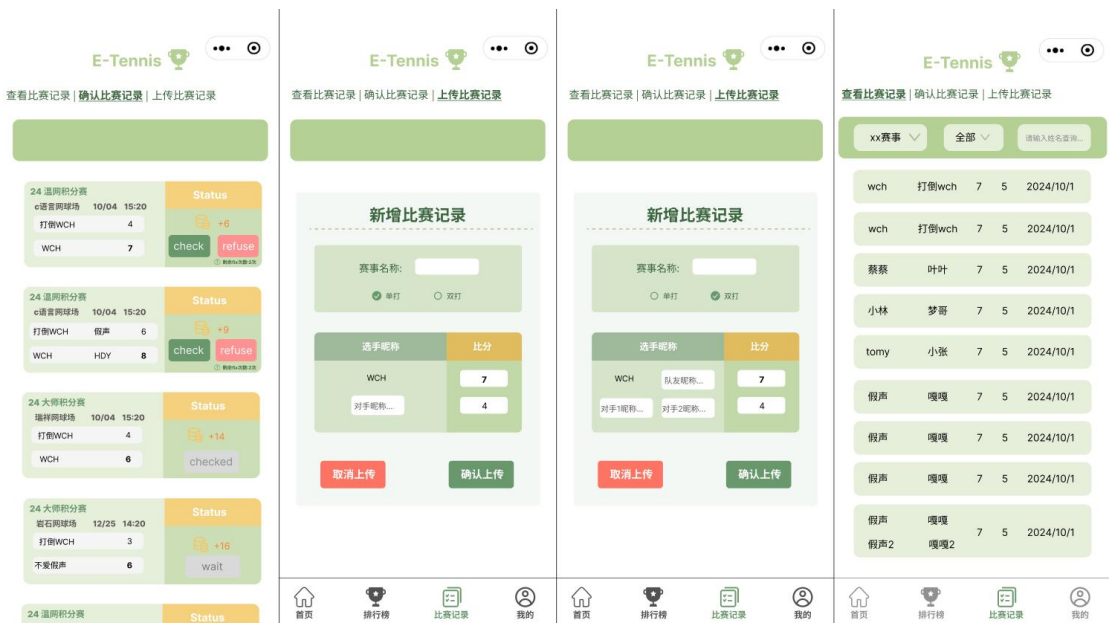 E-Tennis
查看比赛记录 | 确认比赛记录 | 上传比赛记录
24 温网积分赛
Status
c语言网球场 10/04 15:20
打倒WCH 4
+6
WCH 7
check refuse
24 温网积分赛
Status
c语言网球场 10/04 15:20
打倒WCH 假声 6
+9
WCH HDY 8
check refuse
24 大师积分赛
Status
瑞祥网球场 10/04 15:20
打倒WCH 4
+14
WCH 6
checked
24 大师积分赛
Status
岩石网球场 12/25 14:20
打倒WCH 3
+16
不爱假声 6
wait
24 温网积分赛
Status
E-Tennis
查看比赛记录 | 确认比赛记录 | 上传比赛记录
新增比赛记录
赛事名称:
单打 双打
选手昵称 比分
WCH 7
对手昵称... 4
取消上传 确认上传
首页 排行榜 比赛记录 我的
E-Tennis
查看比赛记录 | 确认比赛记录 | 上传比赛记录
新增比赛记录
赛事名称:
单打 双打
选手昵称 比分
WCH 队友昵称... 7
对手1昵称... 对手2昵称... 4
取消上传 确认上传
首页 排行榜 比赛记录 我的
E-Tennis
查看比赛记录 | 确认比赛记录 | 上传比赛记录
xx赛事 全部 请输入姓名查询...
wch 打倒wch 7 5 2024/10/1
wch 打倒wch 7 5 2024/10/1
蔡蔡 叶叶 7 5 2024/10/1
小林 梦哥 7 5 2024/10/1
tomy 小张 7 5 2024/10/1
假声 嘎嘎 7 5 2024/10/1
假声 嘎嘎 7 5 2024/10/1
假声 嘎嘎 7 5 2024/10/1
假声 嘎嘎
7 5 2024/10/1
假声2 嘎嘎2
首页 排行榜 比赛记录 我的